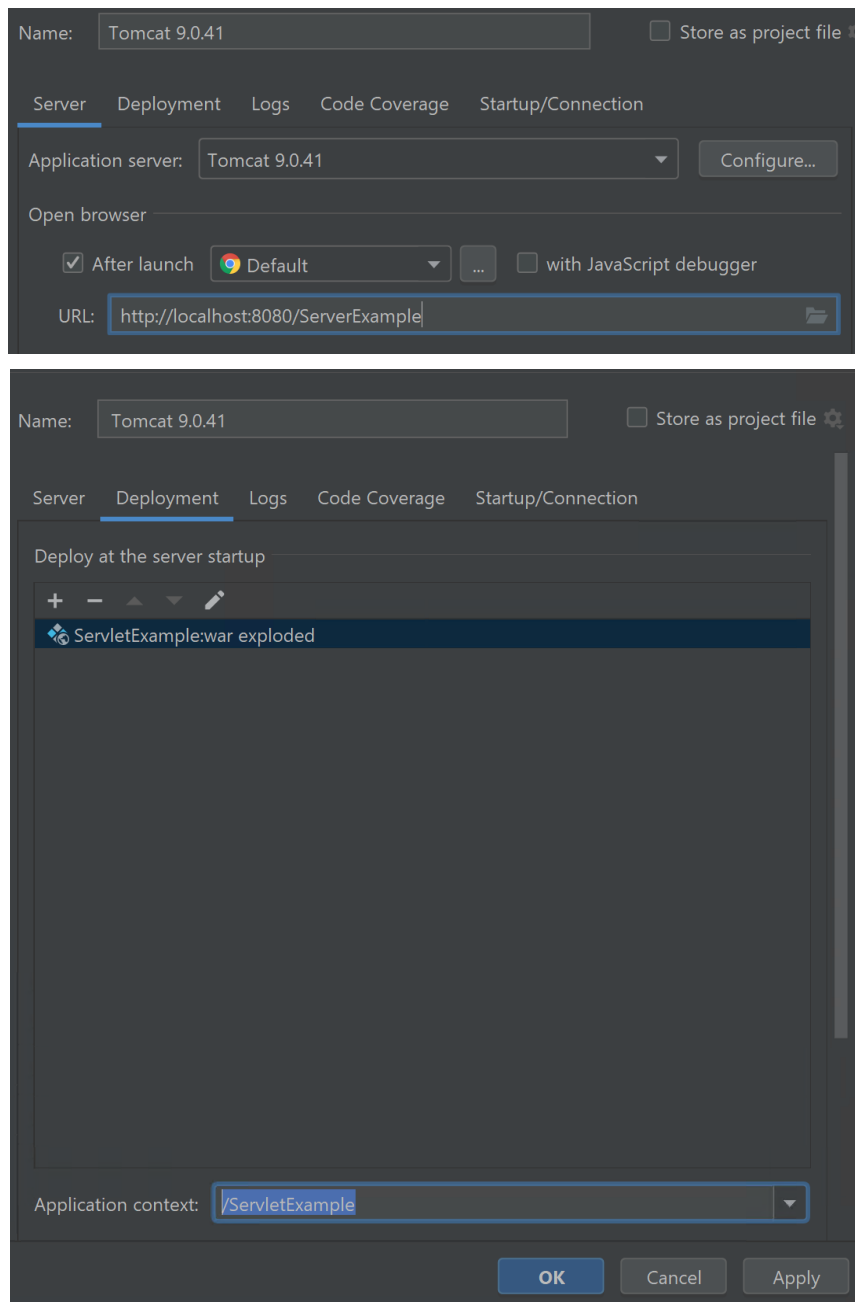 Name: Tomcat 9.0.41 Store as project file
Server Deployment Logs Code Coverage Startup/Connection
Application server: Tomcat 9.0.41 Configure...
Open browser
After launch Default ... with JavaScript debugger
URL: http://localhost:8080/ServerExample
Name: Tomcat 9.0.41 Store as project file
Server Deployment Logs Code Coverage Startup/Connection
Deploy at the server startup
ServletExample:war exploded
Application context: /ServletExample
OK Cancel Apply